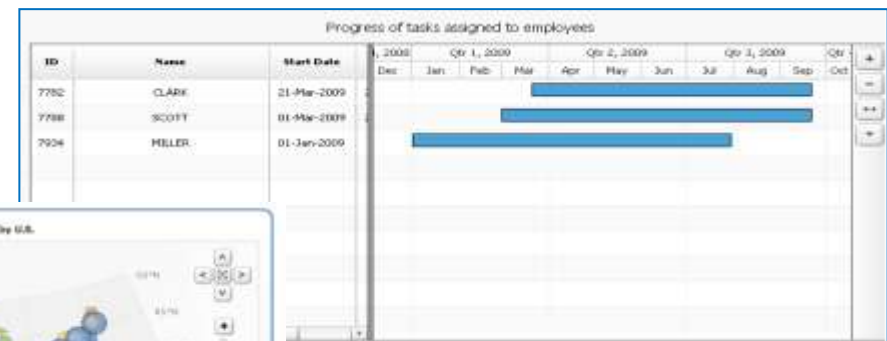 Progress of tasks assigned to employees
ID Name Start Date
, 2008 Qtr 1, 2009 Qtr 2, 2009 Qtr 3, 2009 Qtr
Dec Jan Feb Mar Apr May Jun Jul Aug Sep Oct
7782 CLARK 21-Mar-2009
7788 SCOTT 01-Mar-2009
7934 MILLER 01-Jan-2009
by U.S.